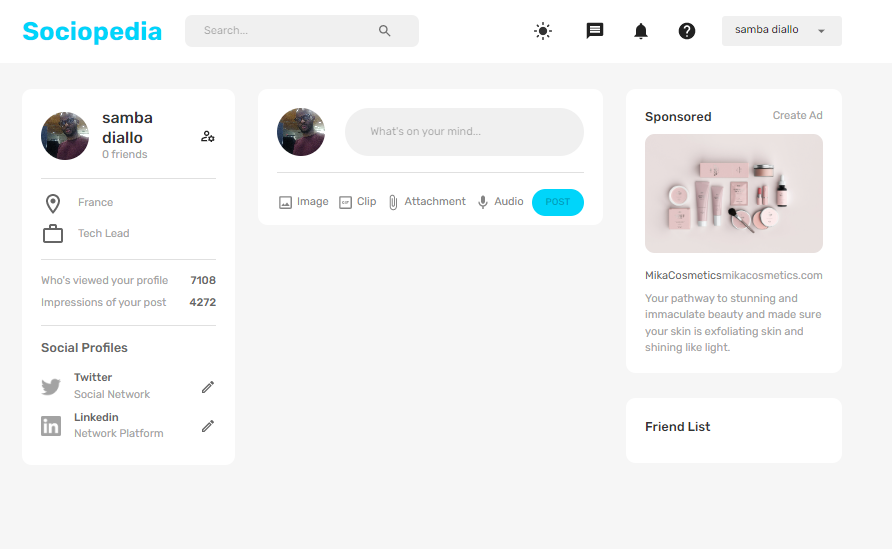 Sociopedia
Search...
samba diallo
samba
diallo
0 friends
France
Tech Lead
Who's viewed your profile 7108
Impressions of your post 4272
Social Profiles
Twitter
Social Network
Linkedin
Network Platform
What's on your mind...
Image GIF Clip Attachment Audio POST
Sponsored Create Ad
MikaCosmetics mikacosmetics.com
Your pathway to stunning and
immaculate beauty and made sure
your skin is exfoliating skin and
shining like light.
Friend List